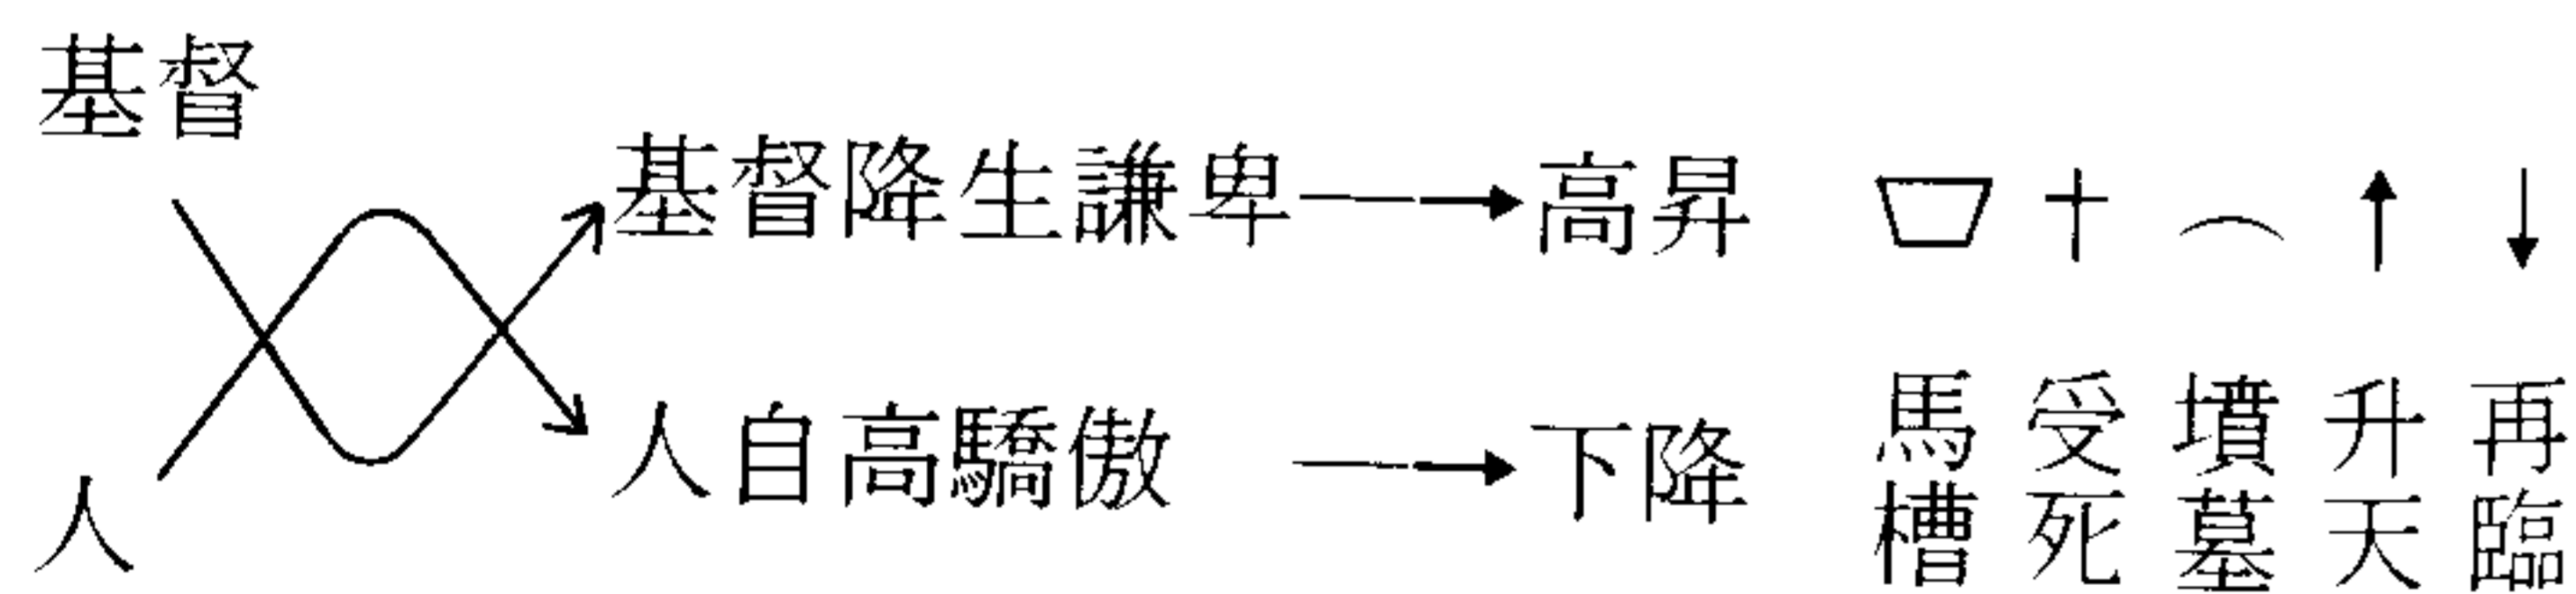 基督
基督降生謙卑
高昇
人自高驕傲
下降
人
馬槽
受死
墳墓
升天
再臨